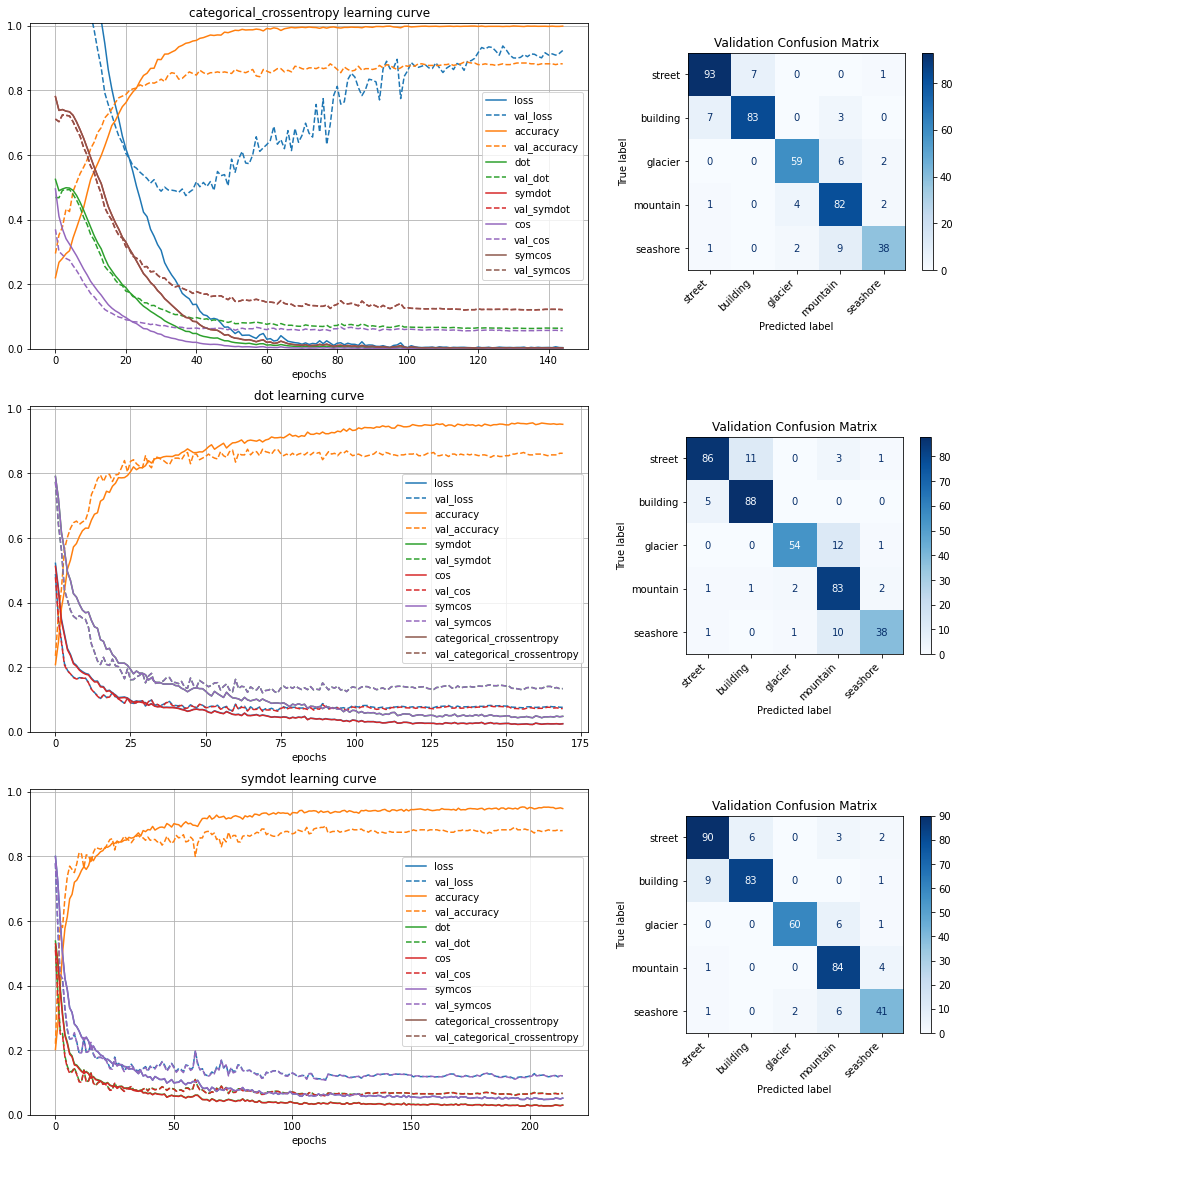 categorical_crossentropy learning curve
1.0
0.8
0.6
0.4
0.2
0.0
0 20 40 60 80 100 120 140
epochs
loss
val_loss
accuracy
val_accuracy
dot
val_dot
symdot
val_symdot
cos
val_cos
symcos
val_symcos
Validation Confusion Matrix
True label
street 93 7 0 0 1
building 7 83 0 3 0
glacier 0 0 59 6 2
mountain 1 0 4 82 2
seashore 1 0 2 9 38
street building glacier mountain seashore
Predicted label
80
60
40
20
0
dot learning curve
1.0
0.8
0.6
0.4
0.2
0.0
0 25 50 75 100 125 150 175
epochs
loss
val_loss
accuracy
val_accuracy
symdot
val_symdot
cos
val_cos
symcos
val_symcos
categorical_crossentropy
val_categorical_crossentropy
Validation Confusion Matrix
True label
street 86 11 0 3 1
building 5 88 0 0 0
glacier 0 0 54 12 1
mountain 1 1 2 83 2
seashore 1 0 1 10 38
street building glacier mountain seashore
Predicted label
80
70
60
50
40
30
20
10
0
symdot learning curve
1.0
0.8
0.6
0.4
0.2
0.0
0 50 100 150 200
epochs
loss
val_loss
accuracy
val_accuracy
dot
val_dot
cos
val_cos
symcos
val_symcos
categorical_crossentropy
val_categorical_crossentropy
Validation Confusion Matrix
True label
street 90 6 0 3 2
building 9 83 0 0 1
glacier 0 0 60 6 1
mountain 1 0 0 84 4
seashore 1 0 2 6 41
street building glacier mountain seashore
Predicted label
90
80
70
60
50
40
30
20
10
0